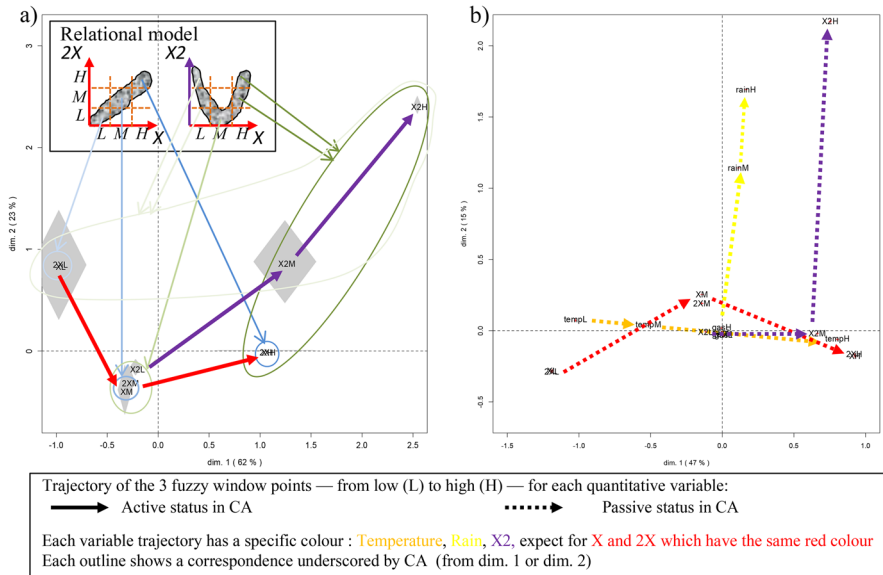 a)
Relational model
2X
X2
H
M
L
L M H X
L M H X
X2H
X2M
2XL
XL
X2L
2XM
XM
3
2
1
0
-1.0 -0.5 0.0 0.5 1.0 1.5 2.0 2.5
dim. 1 ( 62 % )
dim. 2 ( 23 % )
b)
X2H
rainH
rainM
XM
2XM
tempL
tempM
X2L
gasH
X2M
tempH
2XH
XH
2.0
1.5
1.0
0.5
0.0
-0.5
-1.5 -1.0 -0.5 0.0 0.5 1.0
dim. 1 ( 47 % )
dim. 2 ( 15 % )
Trajectory of the 3 fuzzy window points — from low (L) to high (H) — for each quantitative variable:
Active status in CA
Passive status in CA
Each variable trajectory has a specific colour : Temperature, Rain, X2, expect for X and 2X which have the same red colour
Each outline shows a correspondence underscored by CA (from dim. 1 or dim. 2)